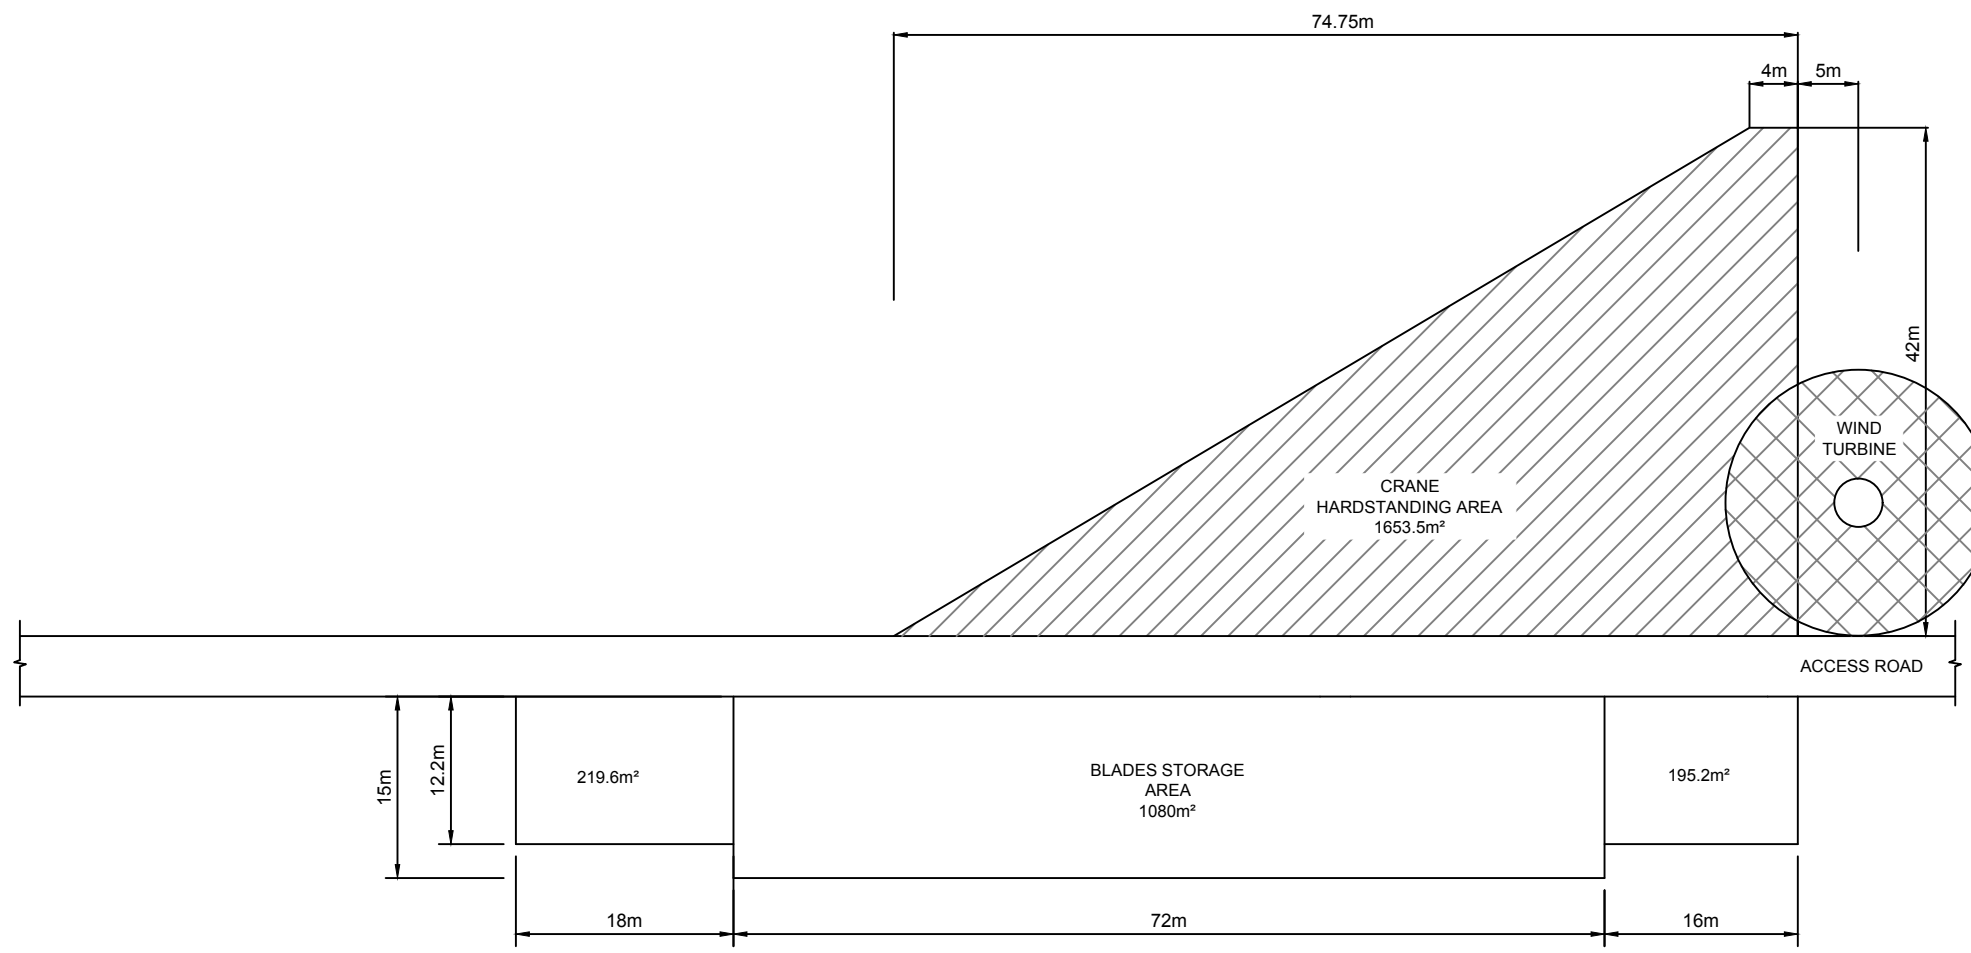 74.75m
4m
5m
42m
WIND
TURBINE
CRANE
HARDSTANDING AREA
1653.5m²
ACCESS ROAD
15m
12.2m
219.6m²
BLADES STORAGE
AREA
1080m²
195.2m²
18m
72m
16m